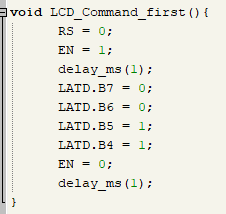 void LCD_Command_first(){
RS = 0;
EN = 1;
delay_ms(1);
LATD.B7 = 0;
LATD.B6 = 0;
LATD.B5 = 1;
LATD.B4 = 1;
EN = 0;
delay_ms(1);
}